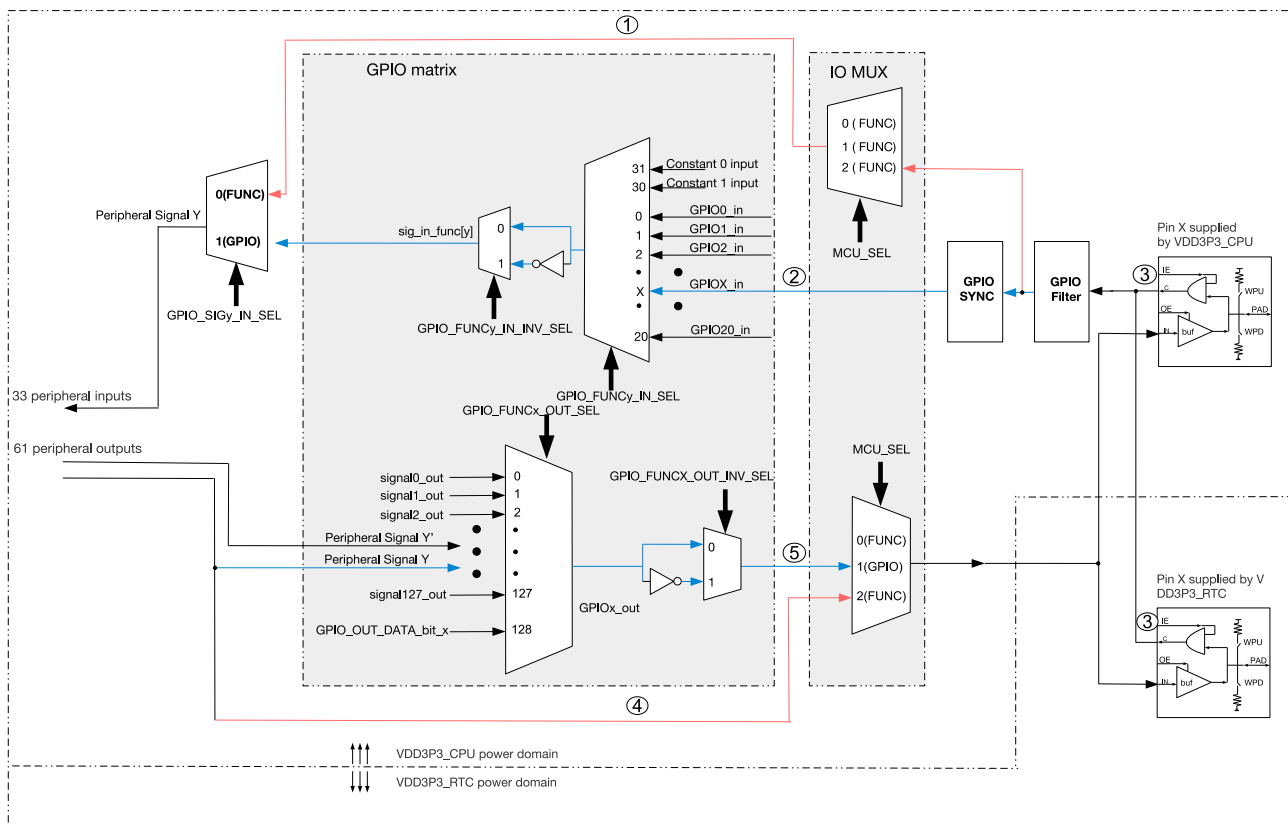 ①
GPIO matrix
IO MUX
0 ( FUNC)
1 ( FUNC)
2 ( FUNC)
MCU_SEL
31
Constant 0 input
30
Constant 1 input
0
GPIO0_in
1
GPIO1_in
2
GPIO2_in
X
GPIOX_in
20
GPIO20_in
②
0(FUNC)
1(GPIO)
Peripheral Signal Y
GPIO_SIGy_IN_SEL
sig_in_func[y]
0
1
GPIO_FUNCy_IN_INV_SEL
GPIO_FUNCy_IN_SEL
GPIO
SYNC
GPIO
Filter
Pin X supplied
by VDD3P3_CPU
③
IE
C
OE
IN
buf
WPU
PAD
WPD
33 peripheral inputs
61 peripheral outputs
GPIO_FUNCx_OUT_SEL
signal0_out
0
signal1_out
1
signal2_out
2
Peripheral Signal Y'
Peripheral Signal Y
signal127_out
127
GPIO_OUT_DATA_bit_x
128
GPIOx_out
GPIO_FUNCX_OUT_INV_SEL
0
1
⑤
MCU_SEL
0(FUNC)
1(GPIO)
2(FUNC)
④
Pin X supplied by V
DD3P3_RTC
③
IE
C
OE
IN
buf
WPU
PAD
WPD
VDD3P3_CPU power domain
VDD3P3_RTC power domain